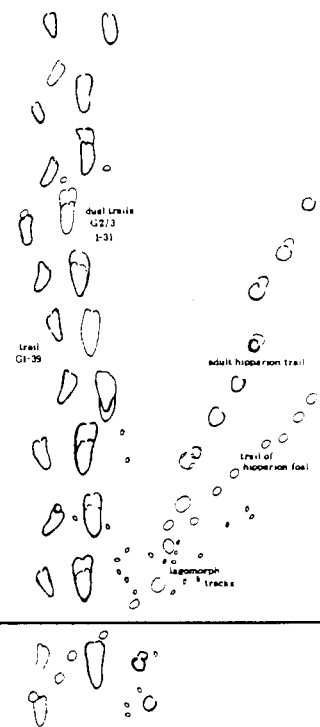 dual trails
G2/3
1-31
trail
G1-39
adult hipparion trail
trail of
hipparion foal
lagomorph
tracks